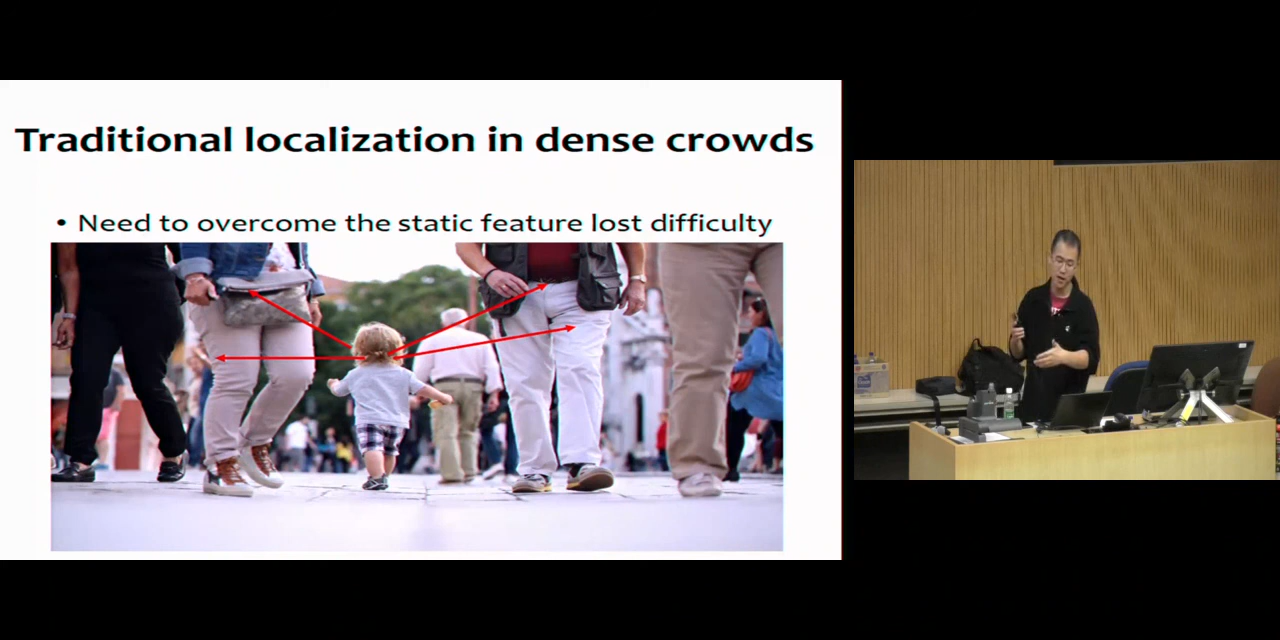 Traditional localization in dense crowds
• Need to overcome the static feature lost difficulty